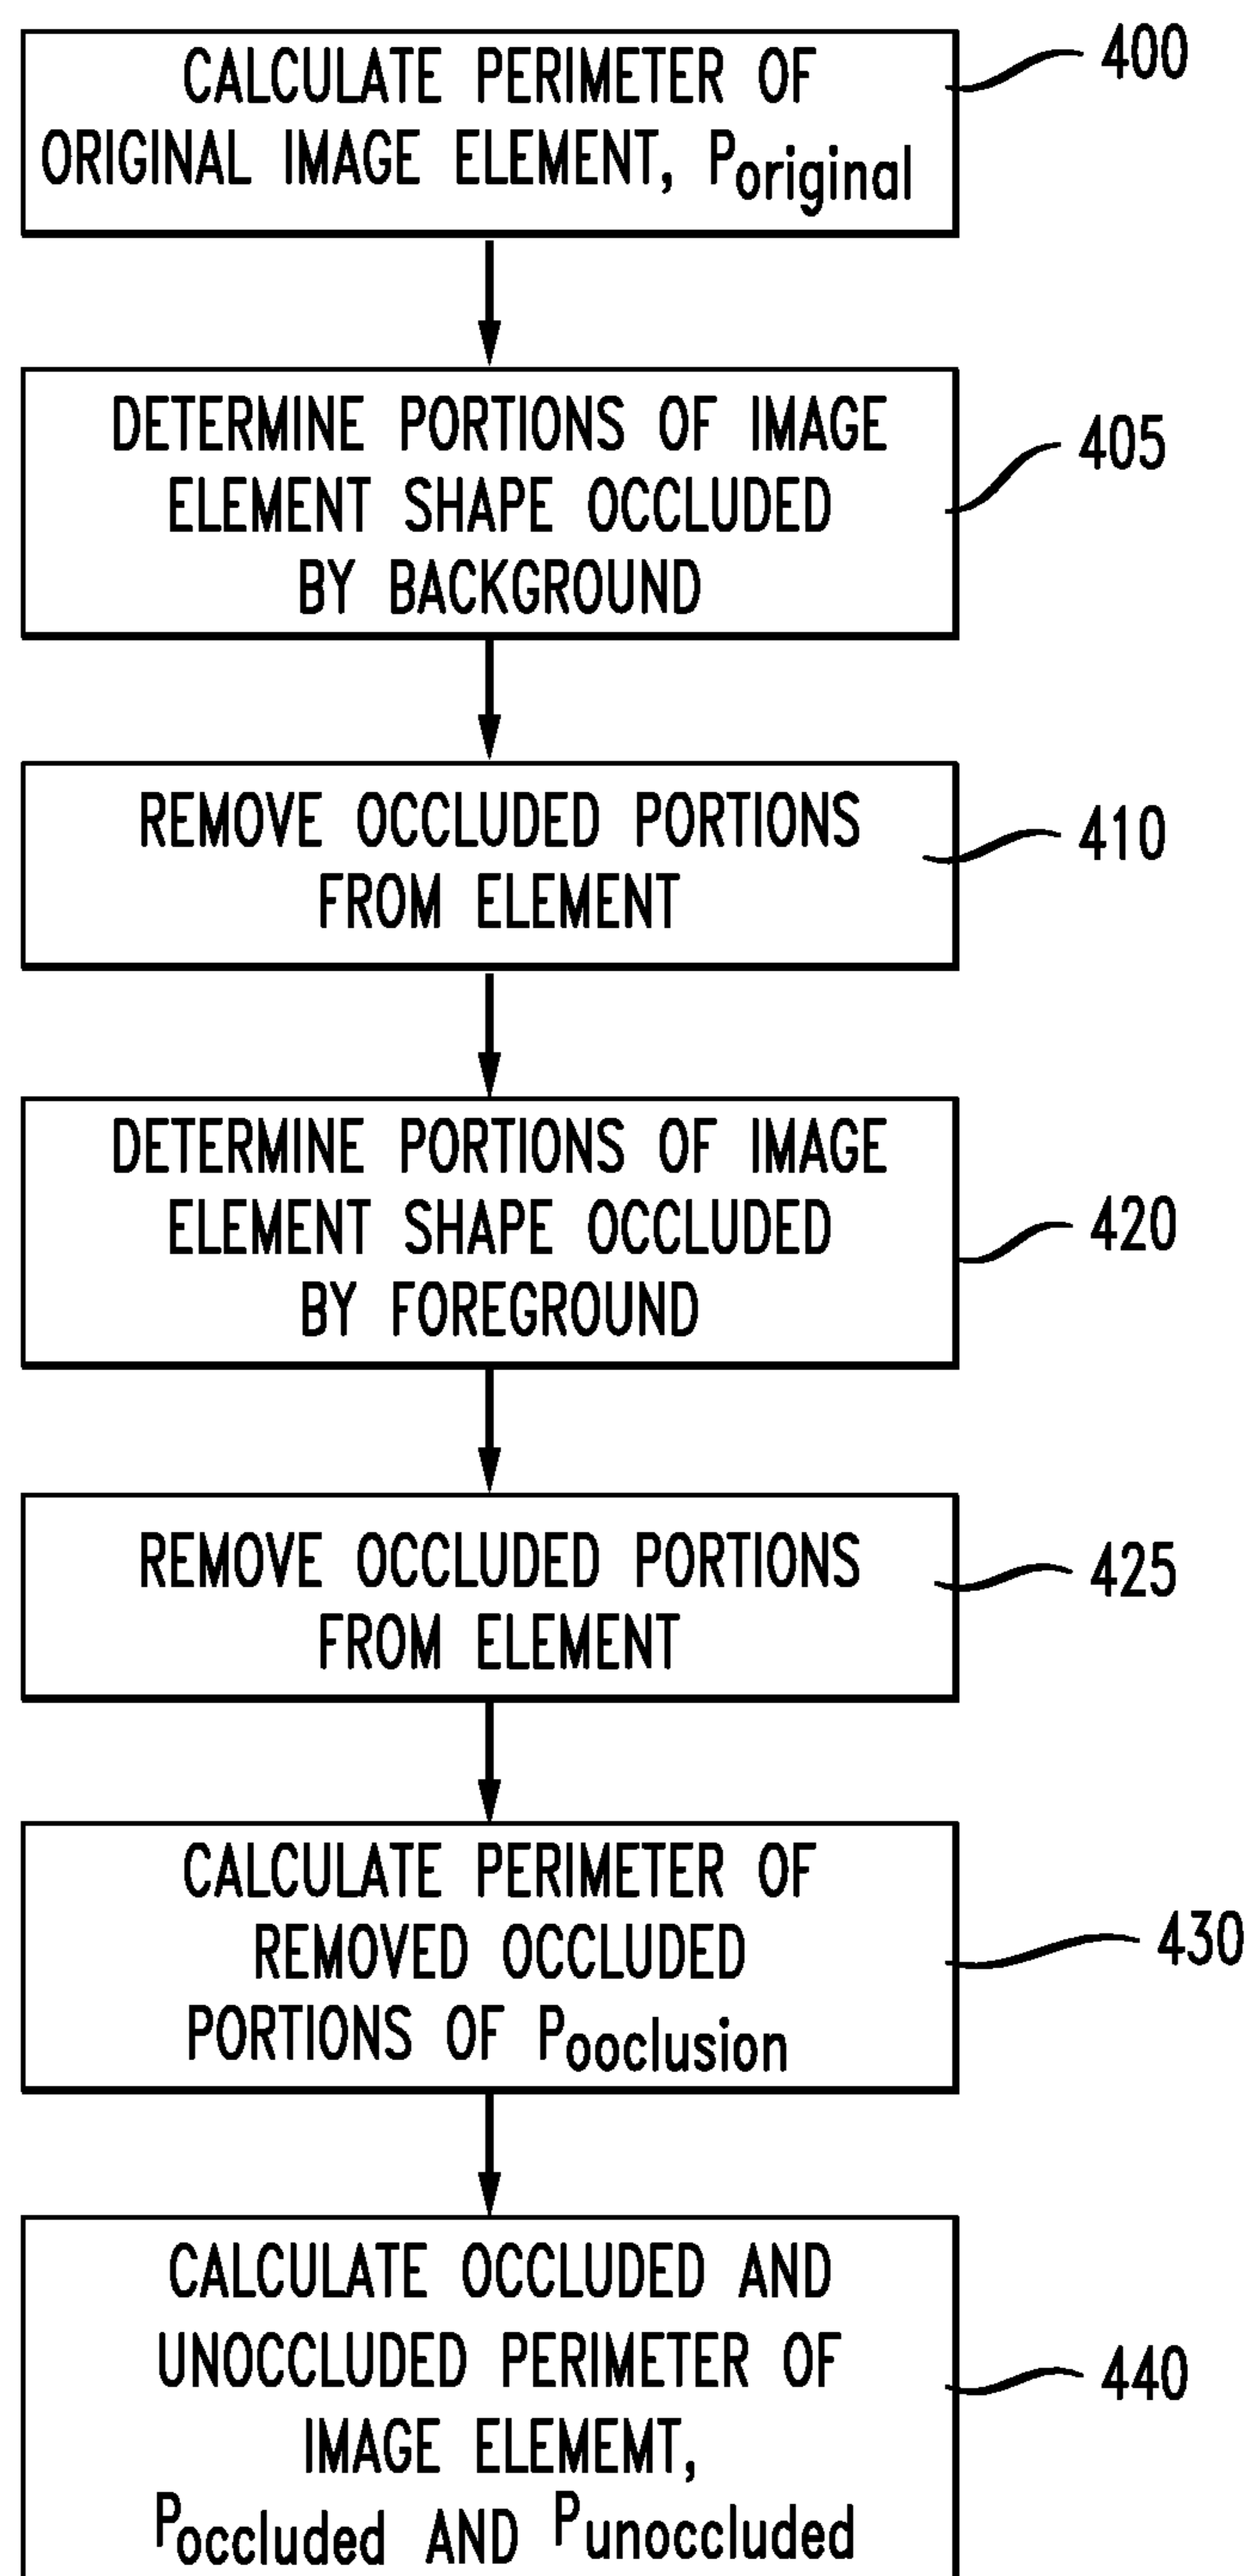 CALCULATE PERIMETER OF
ORIGINAL IMAGE ELEMENT, Poriginal
400
DETERMINE PORTIONS OF IMAGE
ELEMENT SHAPE OCCLUDED
BY BACKGROUND
405
REMOVE OCCLUDED PORTIONS
FROM ELEMENT
410
DETERMINE PORTIONS OF IMAGE
ELEMENT SHAPE OCCLUDED
BY FOREGROUND
420
REMOVE OCCLUDED PORTIONS
FROM ELEMENT
425
CALCULATE PERIMETER OF
REMOVED OCCLUDED
PORTIONS OF Pooclusion
430
CALCULATE OCCLUDED AND
UNOCCLUDED PERIMETER OF
IMAGE ELEMEMT,
Poccluded AND Punoccluded
440